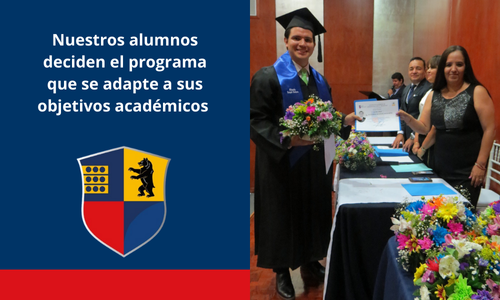 Nuestros alumnos
deciden el programa
que se adapte a sus
objetivos académicos